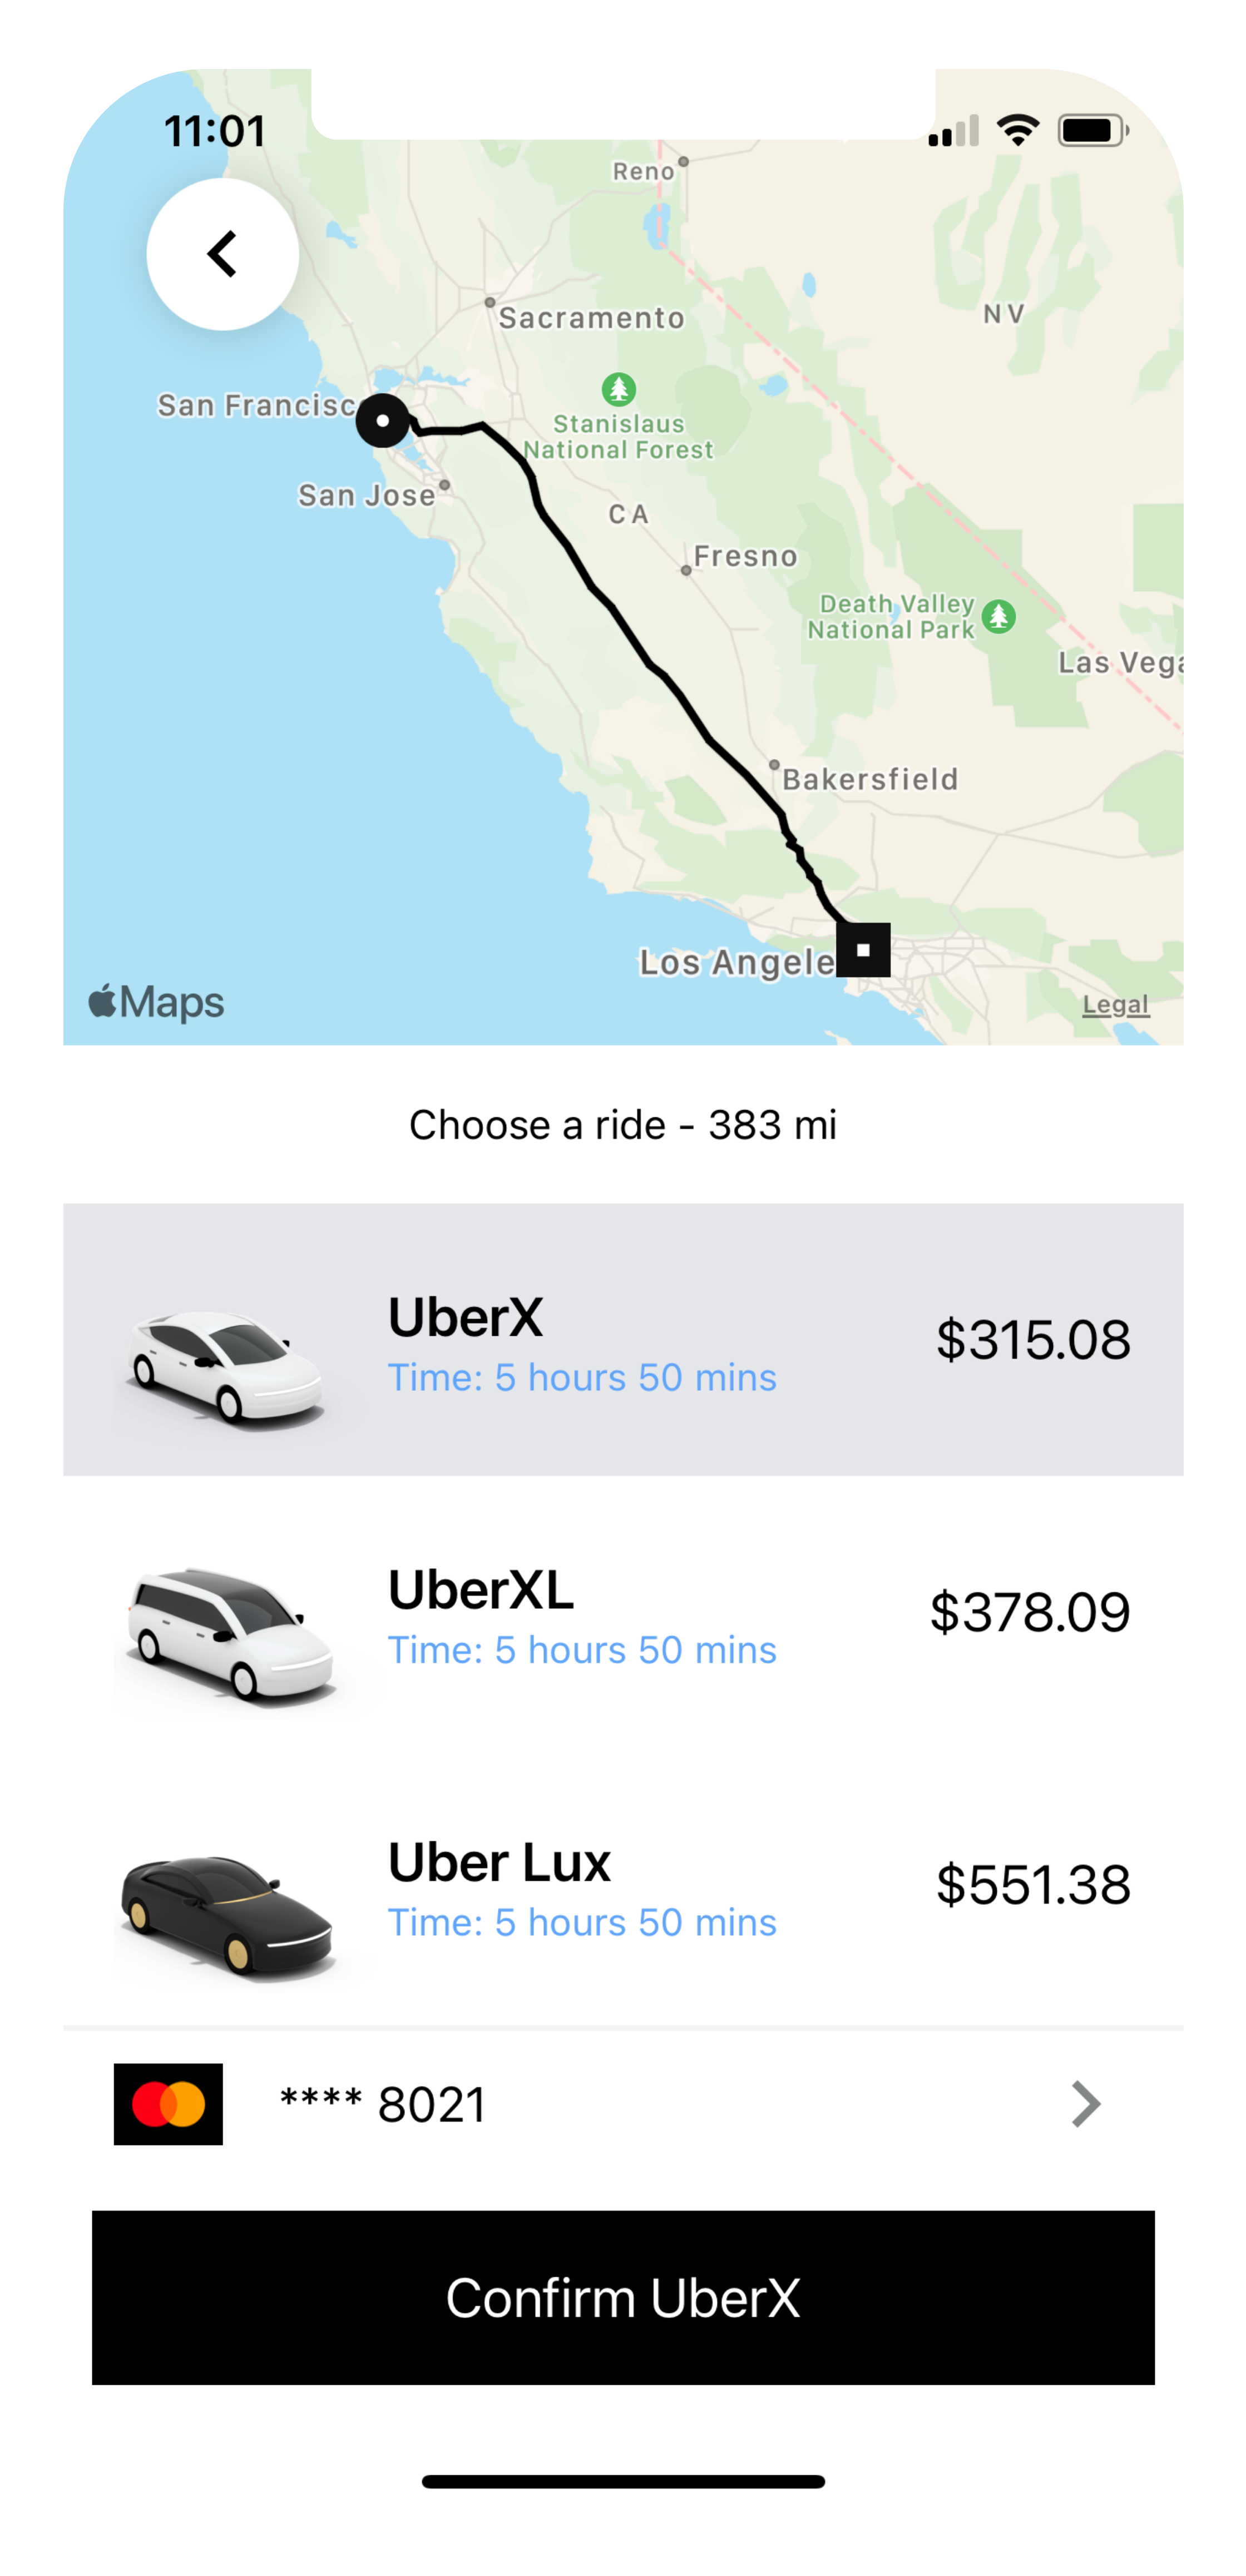 11:01
Reno
NV
Sacramento
San Francisc
Stanislaus
National Forest
San Jose
CA
Fresno
Death Valley
National Park
Las Vega
Bakersfield
Los Angele
Maps
Legal
Choose a ride - 383 mi
UberX
$315.08
Time: 5 hours 50 mins
UberXL
$378.09
Time: 5 hours 50 mins
Uber Lux
$551.38
Time: 5 hours 50 mins
**** 8021
Confirm UberX